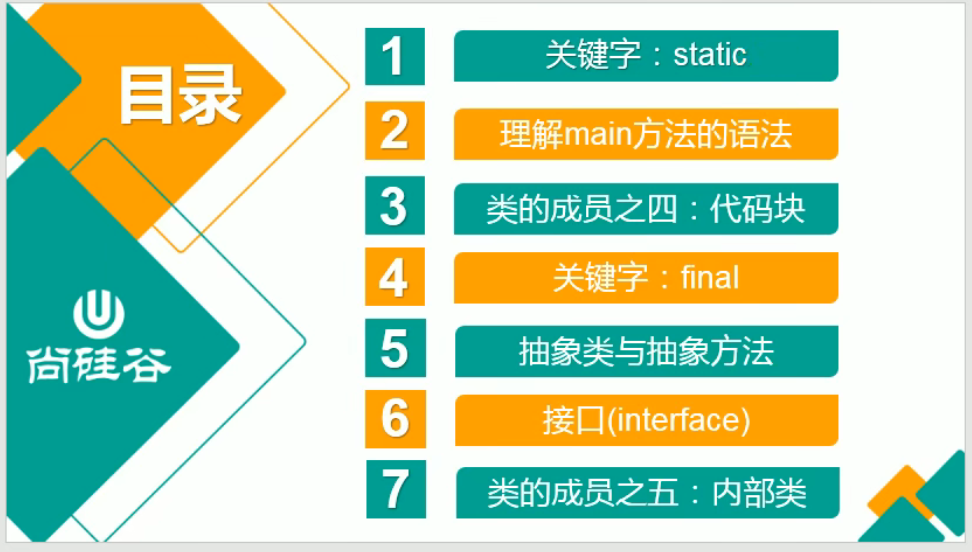 目录
1
关键字：static
2
理解main方法的语法
3
类的成员之四：代码块
4
关键字：final
5
抽象类与抽象方法
6
接口(interface)
7
类的成员之五：内部类
尚硅谷